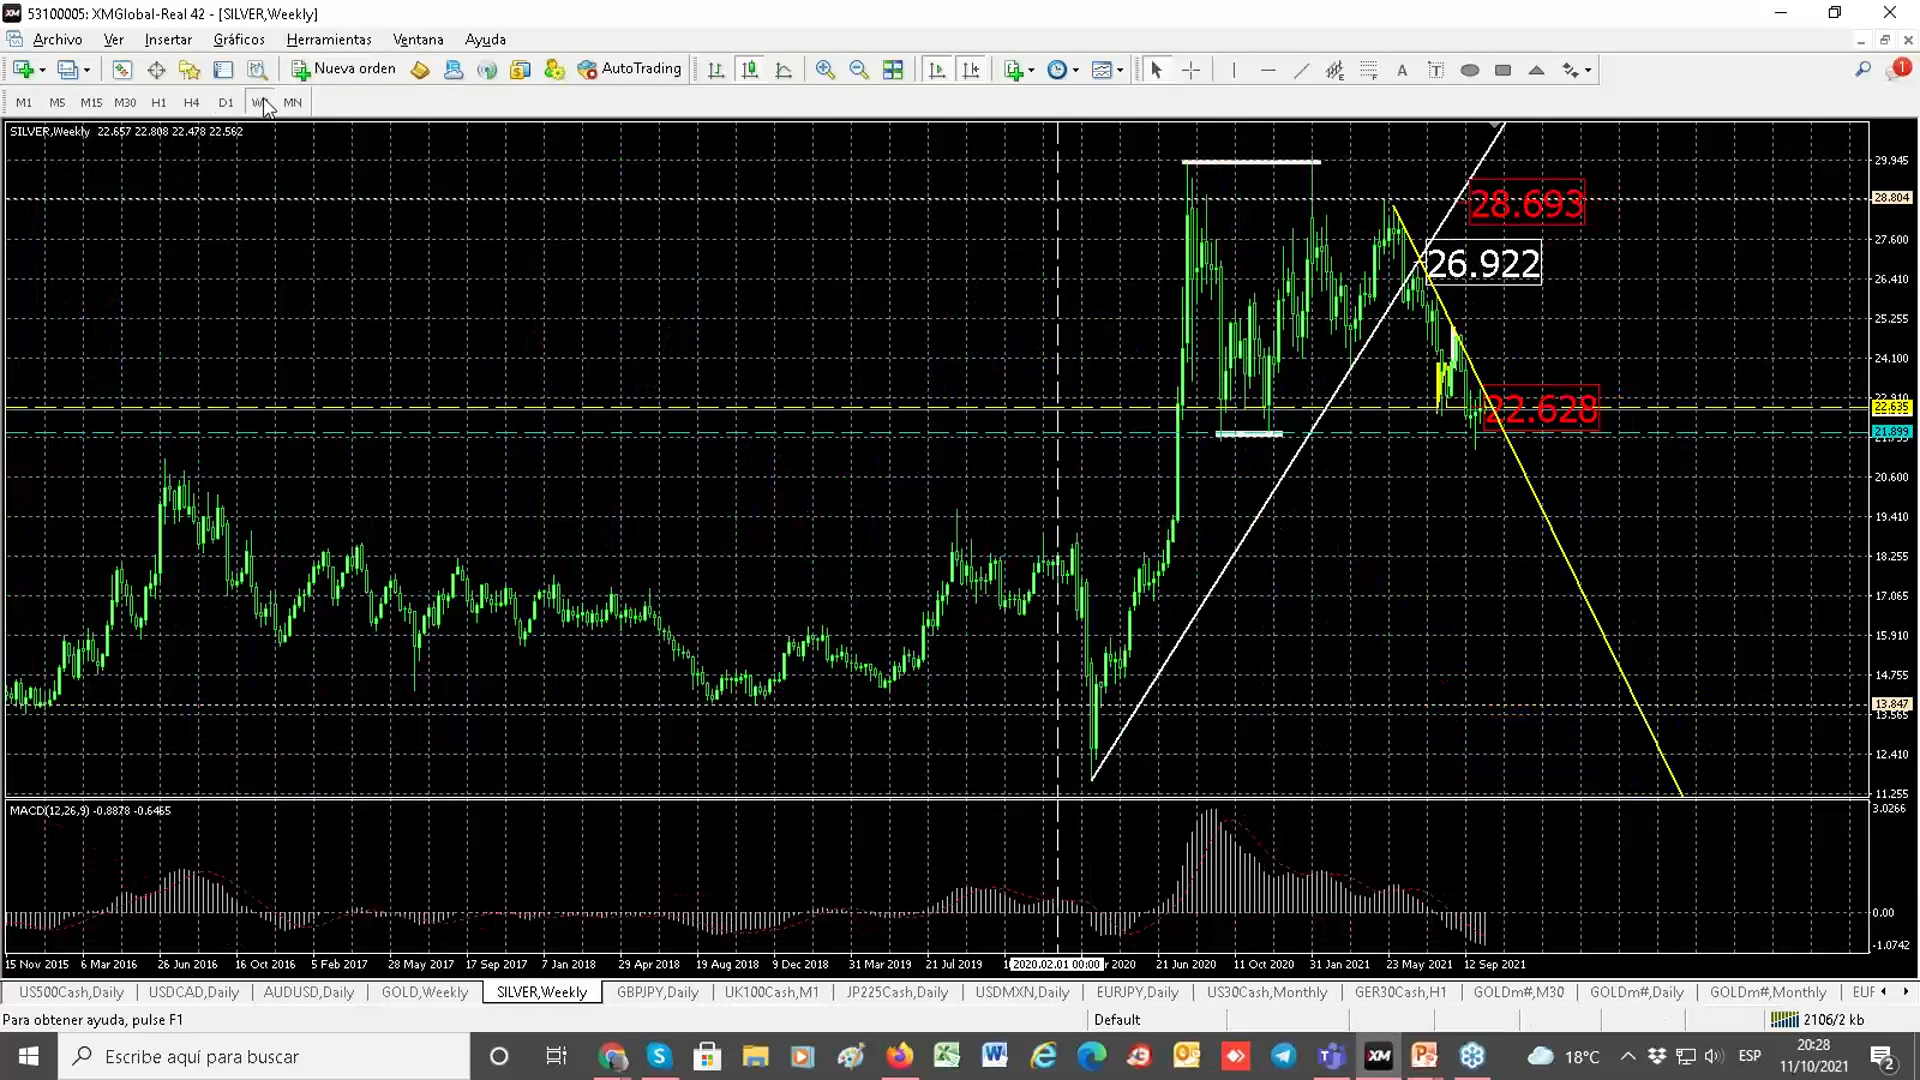 53100005: XMGlobal-Real 42 - [SILVER,Weekly]
Archivo Ver Insertar Gráficos Herramientas Ventana Ayuda
Nueva orden AutoTrading A T 1
M1 M5 M15 M30 H1 H4 D1 MN
SILVER,Weekly 22.657 22.808 22.478 22.562
29.945
28.804
28.693
27.600
26.922
26.410
25.255
24.100
22.910
22.635
22.628
21.899
20.600
19.410
18.255
17.065
15.910
14.755
13.847
13.565
12.410
11.255
MACD(12,26,9) -0.8878 -0.6465
3.0266
0.00
-1.0742
15 Nov 2015 6 Mar 2016 26 Jun 2016 16 Oct 2016 5 Feb 2017 28 May 2017 17 Sep 2017 7 Jan 2018 29 Apr 2018 19 Aug 2018 9 Dec 2018 31 Mar 2019 21 Jul 2019 2020.02.01 00:00 2020 21 Jun 2020 11 Oct 2020 31 Jan 2021 23 May 2021 12 Sep 2021
US500Cash,Daily USDCAD,Daily AUDUSD,Daily GOLD,Weekly SILVER,Weekly GBPJPY,Daily UK100Cash,M1 JP225Cash,Daily USDMXN,Daily EURJPY,Daily US30Cash,Monthly GER30Cash,H1 GOLDm#,M30 GOLDm#,Daily GOLDm#,Monthly EUF
Para obtener ayuda, pulse F1 Default 2106/2 kb
Escribe aquí para buscar 18°C ESP 20:28
11/10/2021 2